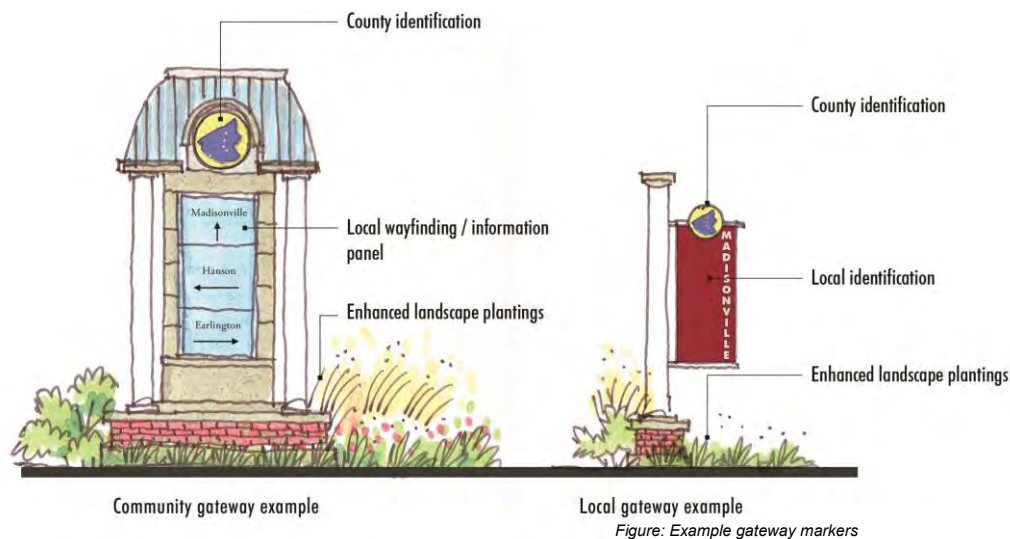 County identification
Madisonville
Local wayfinding / information
panel
Hanson
Enhanced landscape plantings
Earlington
Community gateway example
County identification
MADISONVILLE
Local identification
Enhanced landscape plantings
Local gateway example
Figure: Example gateway markers